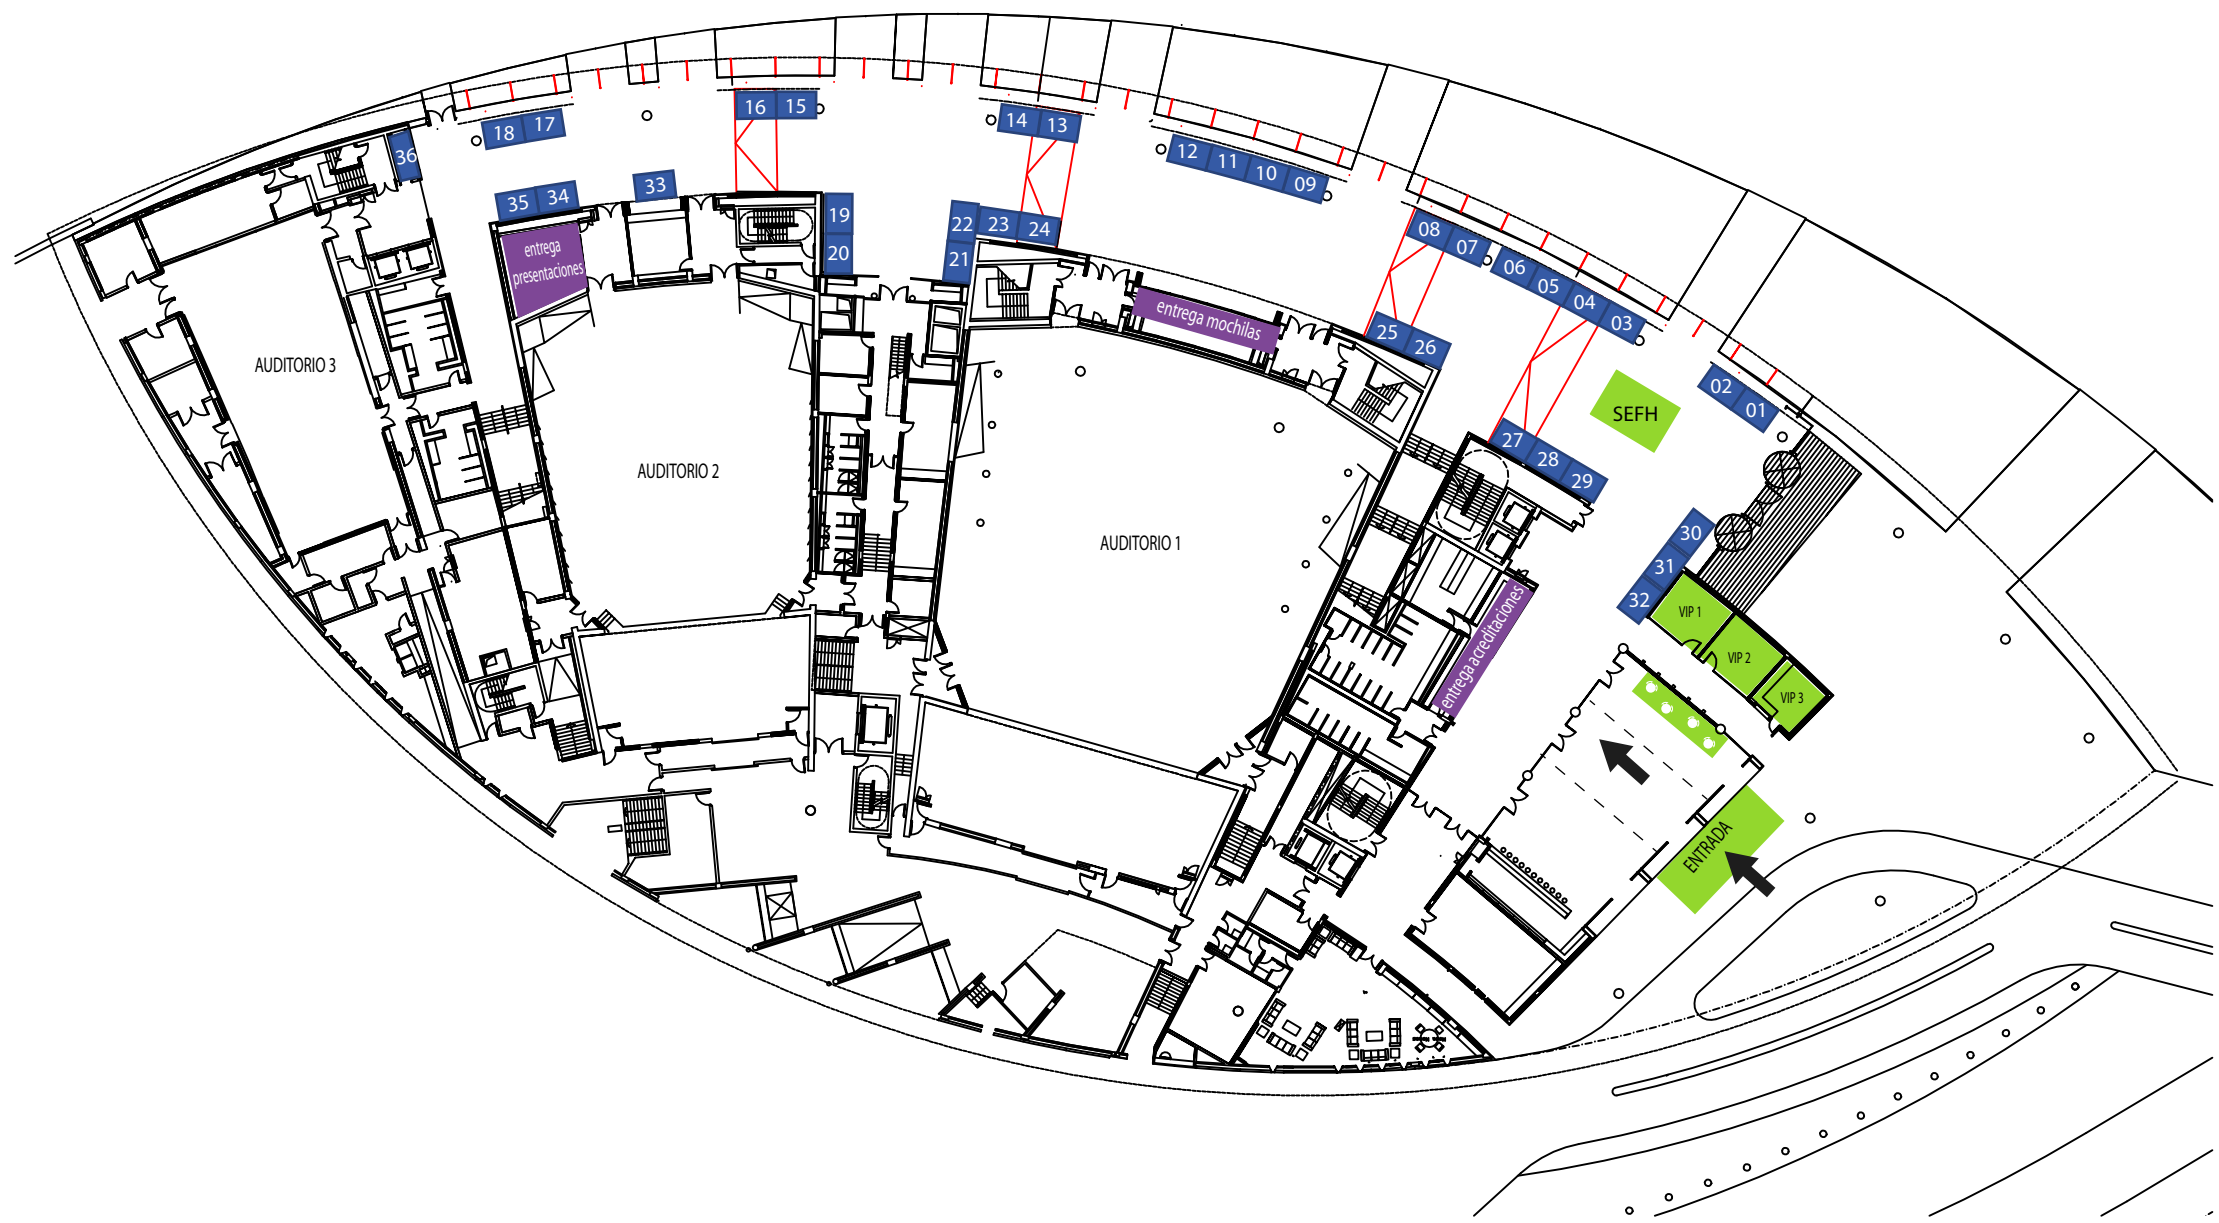 16 15
18 17
14 13
36
12 11 10 09
35 34
33
19
20
22 23 24
21
08 07
06 05 04 03
entrega
presentaciones
entrega mochilas
25 26
02 01
SEFH
AUDITORIO 3
AUDITORIO 2
AUDITORIO 1
27 28 29
30
31
32
VIP 1
VIP 2
VIP 3
entrega acreditaciones
ENTRADA